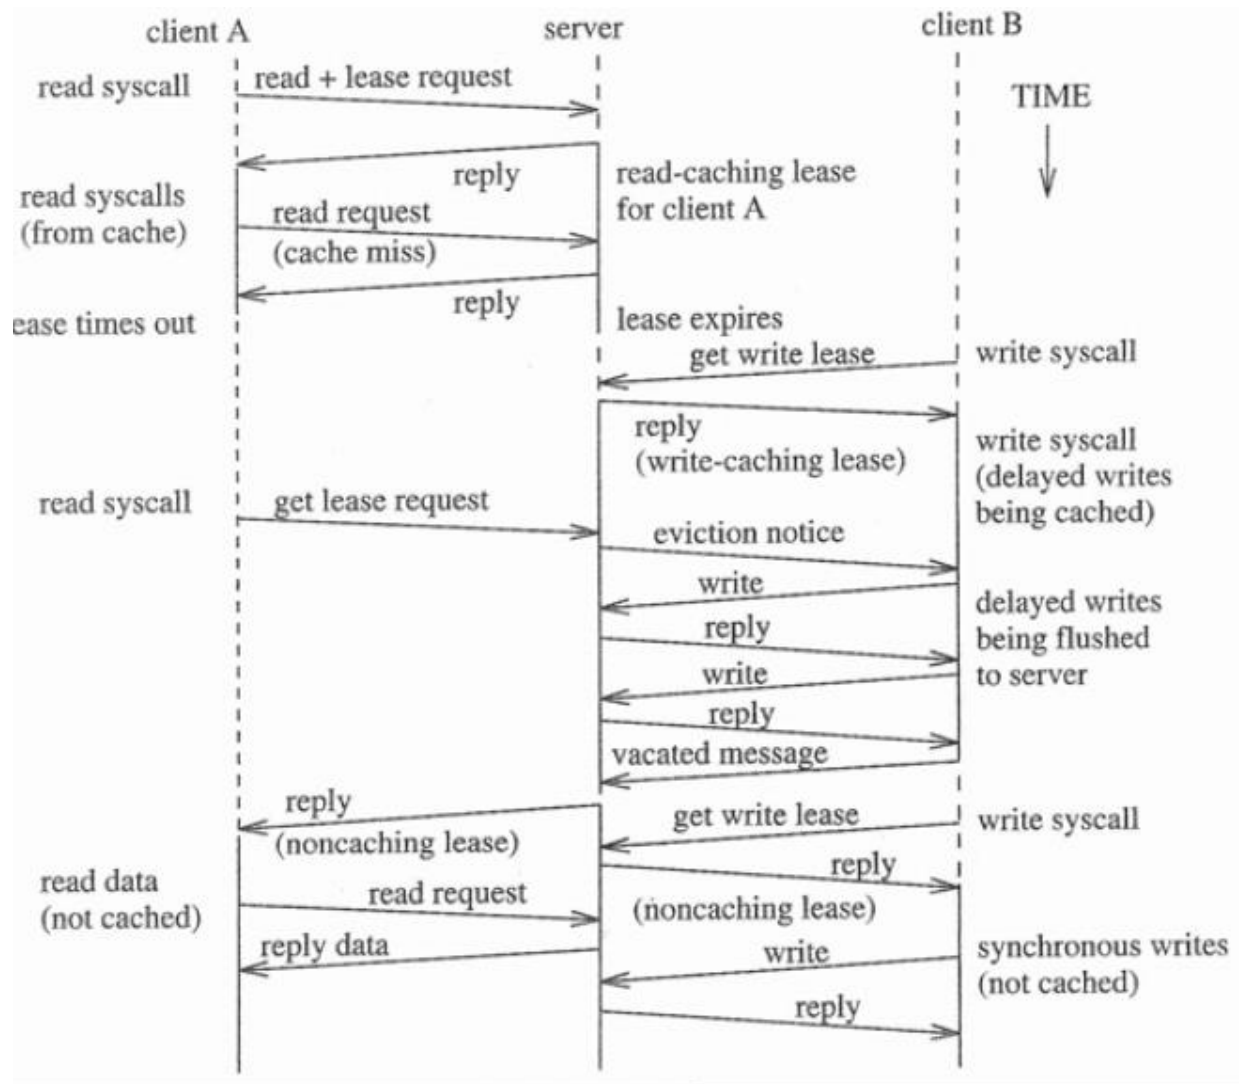 client A
server
client B
read syscall
read + lease request
TIME
reply
read-caching lease
for client A
read syscalls
(from cache)
read request
(cache miss)
reply
ease times out
lease expires
get write lease
write syscall
reply
(write-caching lease)
write syscall
(delayed writes
being cached)
read syscall
get lease request
eviction notice
write
delayed writes
being flushed
to server
reply
write
reply
vacated message
reply
(noncaching lease)
get write lease
write syscall
reply
(noncaching lease)
read data
(not cached)
read request
reply data
write
synchronous writes
(not cached)
reply